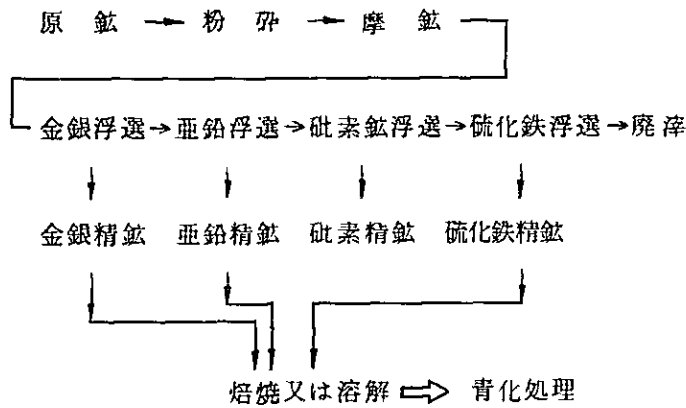 原鉱 → 粉砕 → 摩鉱
金銀浮選→亜鉛浮選→砒素鉱浮選→硫化鉄浮選→廃滓
金銀精鉱 亜鉛精鉱 砒素精鉱 硫化鉄精鉱
焙焼又は溶解 ⇨ 青化処理